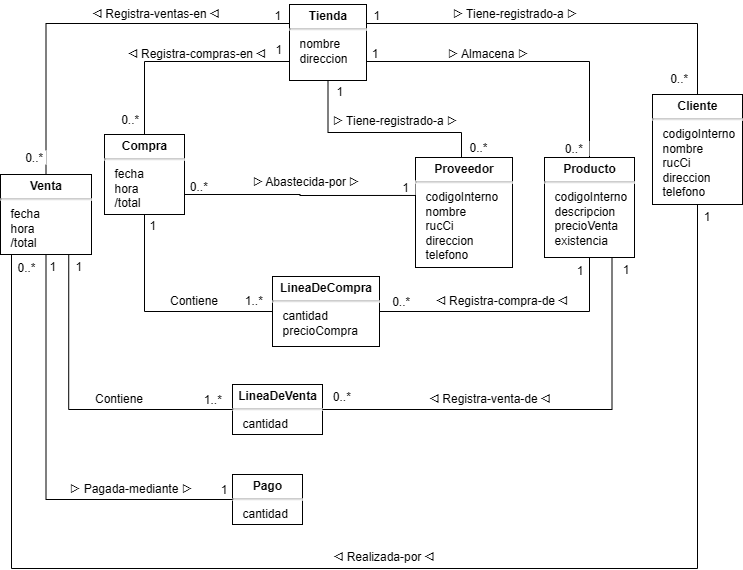 ◁ Registra-ventas-en ◁ 1 Tienda 1 ▷ Tiene-registrado-a ▷
nombre
direccion
◁ Registra-compras-en ◁ 1 1 ▷ Almacena ▷
1
▷ Tiene-registrado-a ▷
0..*
Cliente
codigoInterno
nombre
rucCi
direccion
telefono
0..*
Compra
fecha
hora
/total
0..*
Proveedor
codigoInterno
nombre
rucCi
direccion
telefono
0..*
Producto
codigoInterno
descripcion
precioVenta
existencia
0..*
Venta
fecha
hora
/total
0..* ▷ Abastecida-por ▷ 1
1
1
0..* 1 1
1 1
LineaDeCompra
cantidad
precioCompra
Contiene 1..* 0..* ◁ Registra-compra-de ◁
LineaDeVenta
cantidad
Contiene 1..* 0..* ◁ Registra-venta-de ◁
▷ Pagada-mediante ▷ 1 Pago
cantidad
◁ Realizada-por ◁